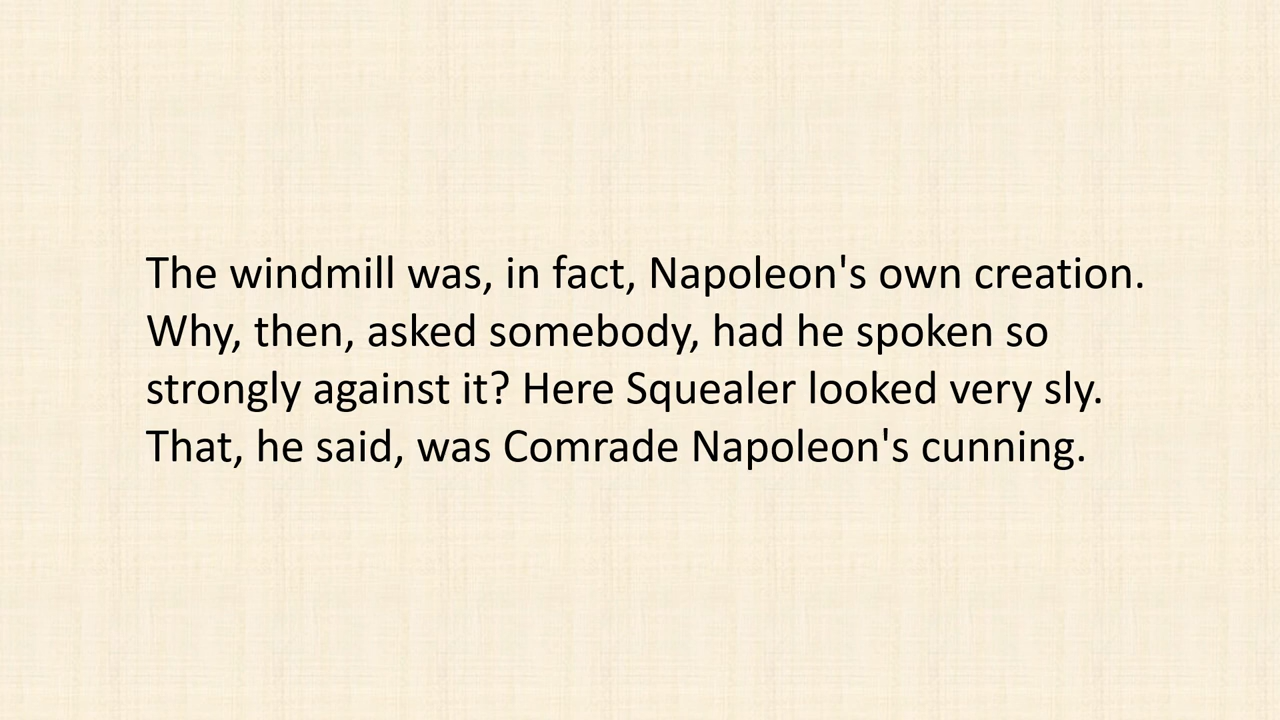 The windmill was, in fact, Napoleon's own creation.
Why, then, asked somebody, had he spoken so
strongly against it? Here Squealer looked very sly.
That, he said, was Comrade Napoleon's cunning.